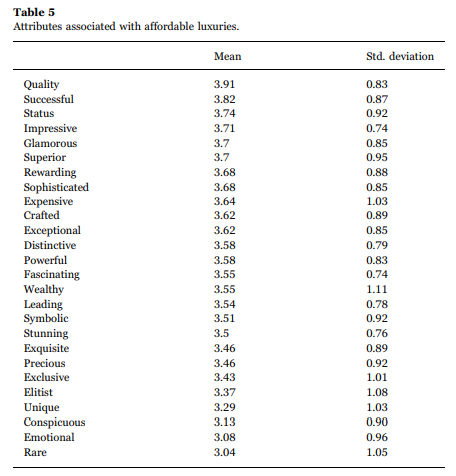 Table 5
Attributes associated with affordable luxuries.
Mean Std. deviation
Quality 3.91 0.83
Successful 3.82 0.87
Status 3.74 0.92
Impressive 3.71 0.74
Glamorous 3.7 0.85
Superior 3.7 0.95
Rewarding 3.68 0.88
Sophisticated 3.68 0.85
Expensive 3.64 1.03
Crafted 3.62 0.89
Exceptional 3.62 0.85
Distinctive 3.58 0.79
Powerful 3.58 0.83
Fascinating 3.55 0.74
Wealthy 3.55 1.11
Leading 3.54 0.78
Symbolic 3.51 0.92
Stunning 3.5 0.76
Exquisite 3.46 0.89
Precious 3.46 0.92
Exclusive 3.43 1.01
Elitist 3.37 1.08
Unique 3.29 1.03
Conspicuous 3.13 0.90
Emotional 3.08 0.96
Rare 3.04 1.05